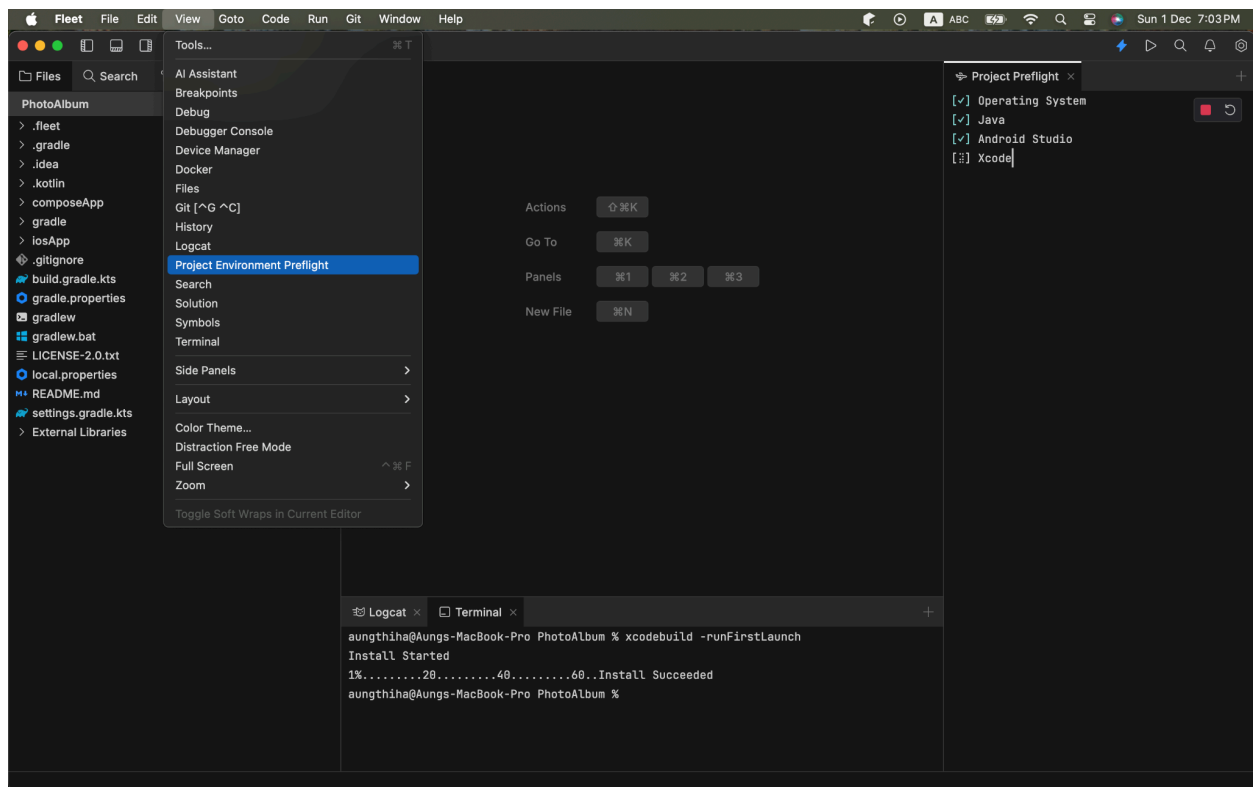 Fleet File Edit View Goto Code Run Git Window Help A ABC Sun 1 Dec 7:03 PM
Tools... ⌘ T
AI Assistant
Breakpoints
Debug
Debugger Console
Device Manager
Docker
Files
Git [^G ^C]
History
Logcat
Project Environment Preflight
Search
Solution
Symbols
Terminal
Side Panels
Layout
Color Theme...
Distraction Free Mode
Full Screen ^ ⌘ F
Zoom
Toggle Soft Wraps in Current Editor
Files Search
PhotoAlbum
> .fleet
> .gradle
> .idea
> .kotlin
> composeApp
> gradle
> iosApp
.gitignore
build.gradle.kts
gradle.properties
gradlew
gradlew.bat
LICENSE-2.0.txt
local.properties
M↓ README.md
settings.gradle.kts
> External Libraries
Actions ⇧⌘K
Go To ⌘K
Panels ⌘1 ⌘2 ⌘3
New File ⌘N
Logcat × Terminal ×
aungthiha@Aungs-MacBook-Pro PhotoAlbum % xcodebuild -runFirstLaunch
Install Started
1%.........20.........40.........60..Install Succeeded
aungthiha@Aungs-MacBook-Pro PhotoAlbum %
Project Preflight ×
[✓] Operating System
[✓] Java
[✓] Android Studio
[⠿] Xcode